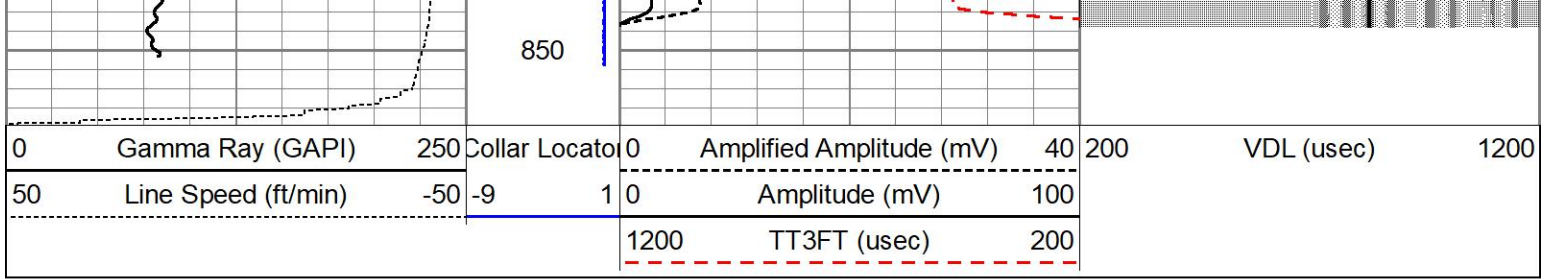 850
0 Gamma Ray (GAPI) 250 Collar Locator 0 Amplified Amplitude (mV) 40 200 VDL (usec) 1200
50 Line Speed (ft/min) -50 -9 1 0 Amplitude (mV) 100
1200 TT3FT (usec) 200